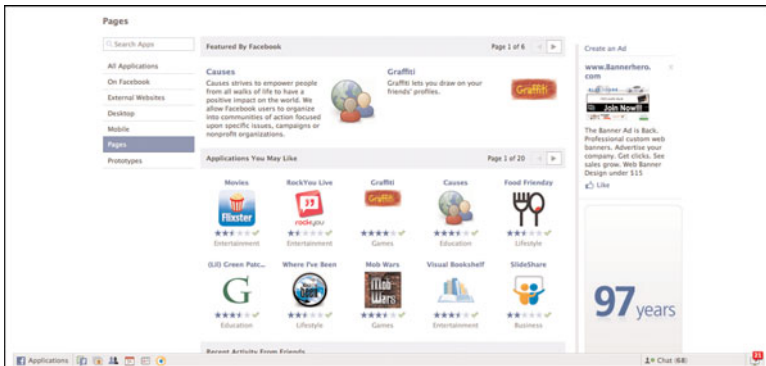 Pages
Search Apps
All Applications
On Facebook
External Websites
Desktop
Mobile
Pages
Prototypes
Featured By Facebook
Page 1 of 6
Causes
Causes strives to empower people
from all walks of life to have a
positive impact on the world. We
allow Facebook users to organize
into communities of action focused
upon specific issues, campaigns or
nonprofit organizations.
Graffiti
Graffiti lets you draw on your
friends' profiles.
Graffiti
Applications You May Like
Page 1 of 20
Movies
RockYou Live
Graffiti
Causes
Food Friendzy
Flixster
rockyou
Graffiti
Entertainment
Entertainment
Games
Education
Lifestyle
(Lil) Green Patc...
Where I've Been
Mob Wars
Visual Bookshelf
SlideShare
G
Been
Mob
Wars
Education
Lifestyle
Games
Entertainment
Business
Recent Activity From Friends
Create an Ad
www.Bannerhero.
com
Join Now!!!
The Banner Ad is Back.
Professional custom web
banners. Advertise your
company. Get clicks. See
sales grow. Web Banner
Design under $15
Like
97 years
Applications
Chat (68)
21